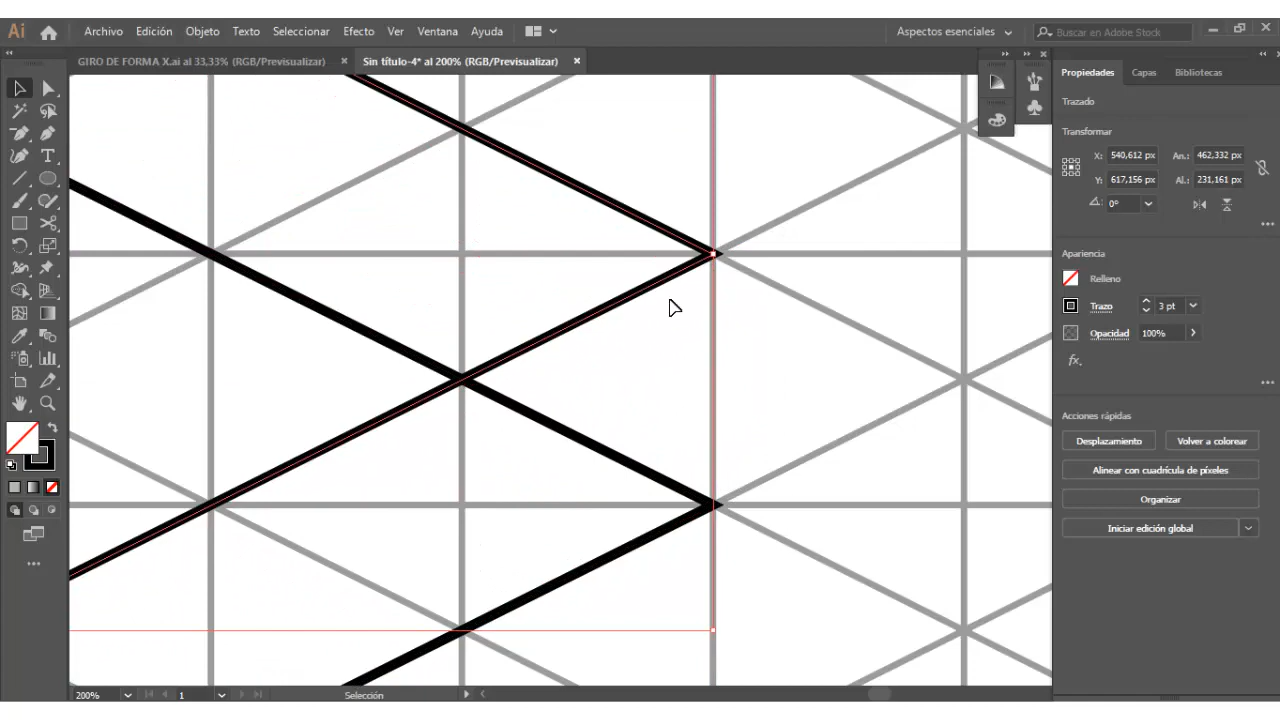 Ai
Archivo Edición Objeto Texto Seleccionar Efecto Ver Ventana Ayuda
Aspectos esenciales
Buscar en Adobe Stock
GIRO DE FORMA X.ai al 33,33% (RGB/Previsualizar)
Sin título-4* al 200% (RGB/Previsualizar)
Propiedades Capas Bibliotecas
Trazado
Transformar
X: 540,612 px An.: 462,332 px
Y: 617,156 px Al.: 231,161 px
0°
Apariencia
Relleno
Trazo 3 pt
Opacidad 100%
fx.
Acciones rápidas
Desplazamiento Volver a colorear
Alinear con cuadrícula de píxeles
Organizar
Iniciar edición global
200% 1 Selección